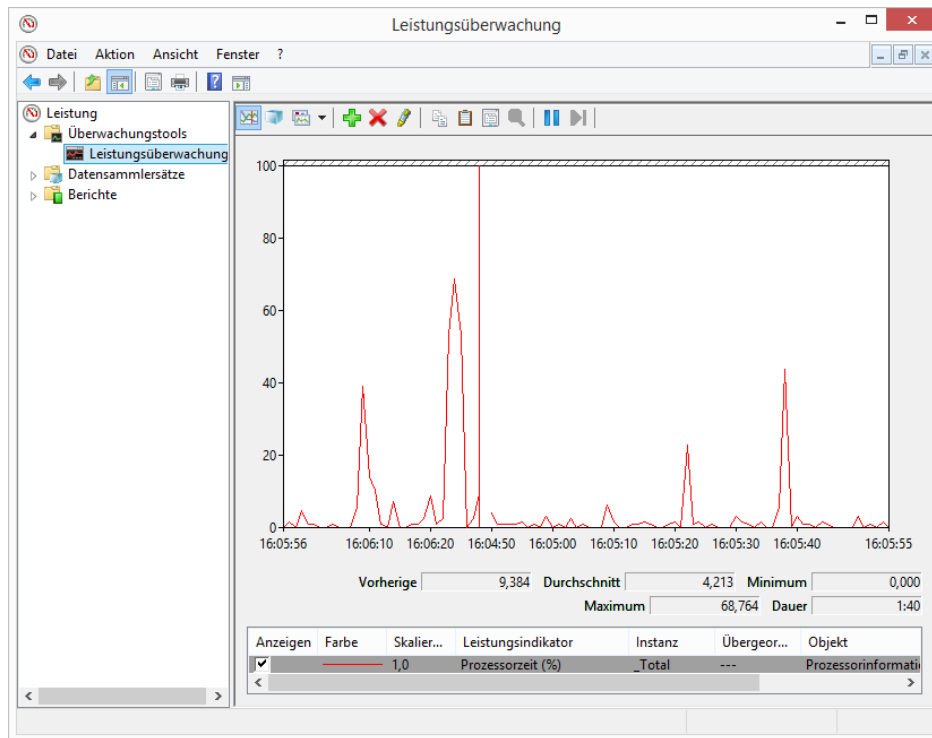 Leistungsüberwachung
Datei Aktion Ansicht Fenster ?
Leistung
Überwachungstools
Leistungsüberwachung
Datensammlersätze
Berichte
100
80
60
40
20
0
16:05:56 16:06:10 16:06:20 16:04:50 16:05:00 16:05:10 16:05:20 16:05:30 16:05:40 16:05:55
Vorherige 9,384 Durchschnitt 4,213 Minimum 0,000
Maximum 68,764 Dauer 1:40
Anzeigen Farbe Skalier... Leistungsindikator Instanz Übergeor... Objekt
1,0 Prozessorzeit (%) _Total --- Prozessorinformati